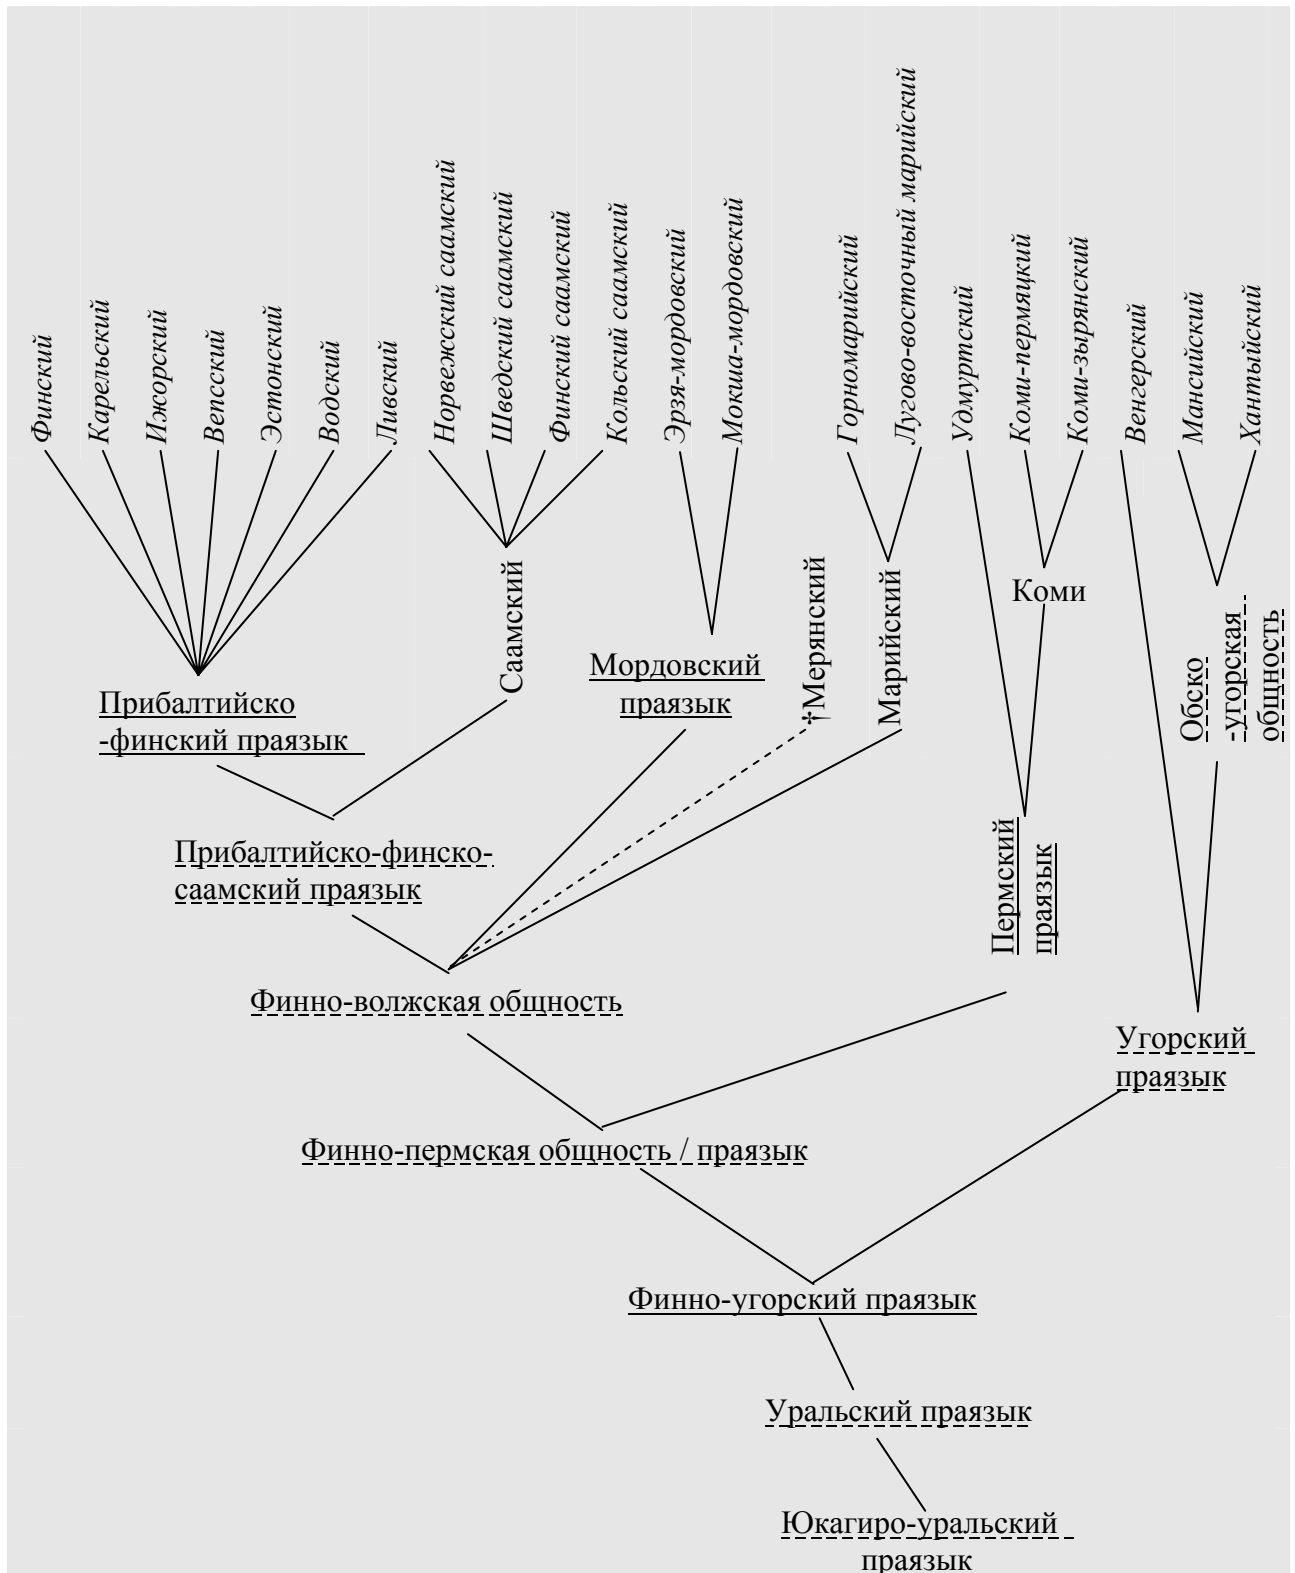 Финский
Карельский
Ижорский
Вепсский
Эстонский
Водский
Ливский
Норвежский саамский
Шведский саамский
Финский саамский
Кольский саамский
Эрзя-мордовский
Мокша-мордовский
Горномарийский
Лугово-восточный марийский
Удмуртский
Коми-пермяцкий
Коми-зырянский
Венгерский
Мансийский
Хантыйский
Прибалтийско
-финский праязык
Саамский
Мордовский
праязык
†Мерянский
Марийский
Коми
Обско
-угорская
общность
Прибалтийско-финско-
саамский праязык
Пермский
праязык
Финно-волжская общность
Угорский
праязык
Финно-пермская общность / праязык
Финно-угорский праязык
Уральский праязык
Юкагиро-уральский
праязык